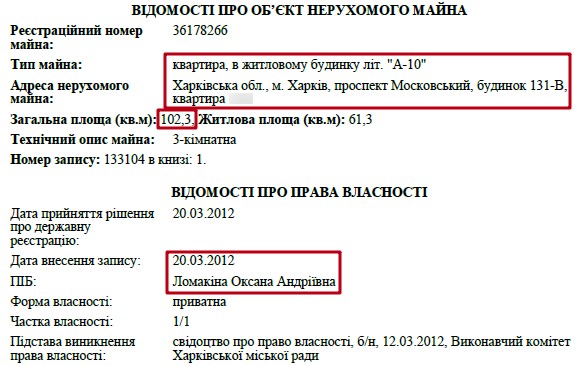 ВІДОМОСТІ ПРО ОБ’ЄКТ НЕРУХОМОГО МАЙНА
Реєстраційний номер майна: 36178266
Тип майна: квартира, в житловому будинку літ. "А-10"
Адреса нерухомого майна: Харківська обл., м. Харків, проспект Московський, будинок 131-В, квартира
Загальна площа (кв.м): 102,3, Житлова площа (кв.м): 61,3
Технічний опис майна: 3-кімнатна
Номер запису: 133104 в книзі: 1.
ВІДОМОСТІ ПРО ПРАВА ВЛАСНОСТІ
Дата прийняття рішення про державну реєстрацію: 20.03.2012
Дата внесення запису: 20.03.2012
ПІБ: Ломакіна Оксана Андріївна
Форма власності: приватна
Частка власності: 1/1
Підстава виникнення права власності: свідоцтво про право власності, б/н, 12.03.2012, Виконавчий комітет Харківської міської ради